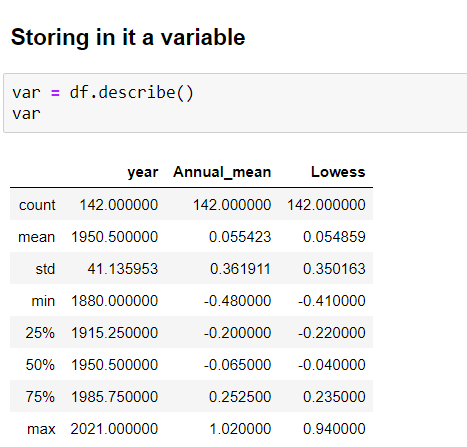 Storing in it a variable
var = df.describe()
var
year Annual_mean Lowess
count 142.000000 142.000000 142.000000
mean 1950.500000 0.055423 0.054859
std 41.135953 0.361911 0.350163
min 1880.000000 -0.480000 -0.410000
25% 1915.250000 -0.200000 -0.220000
50% 1950.500000 -0.065000 -0.040000
75% 1985.750000 0.252500 0.235000
max 2021.000000 1.020000 0.940000